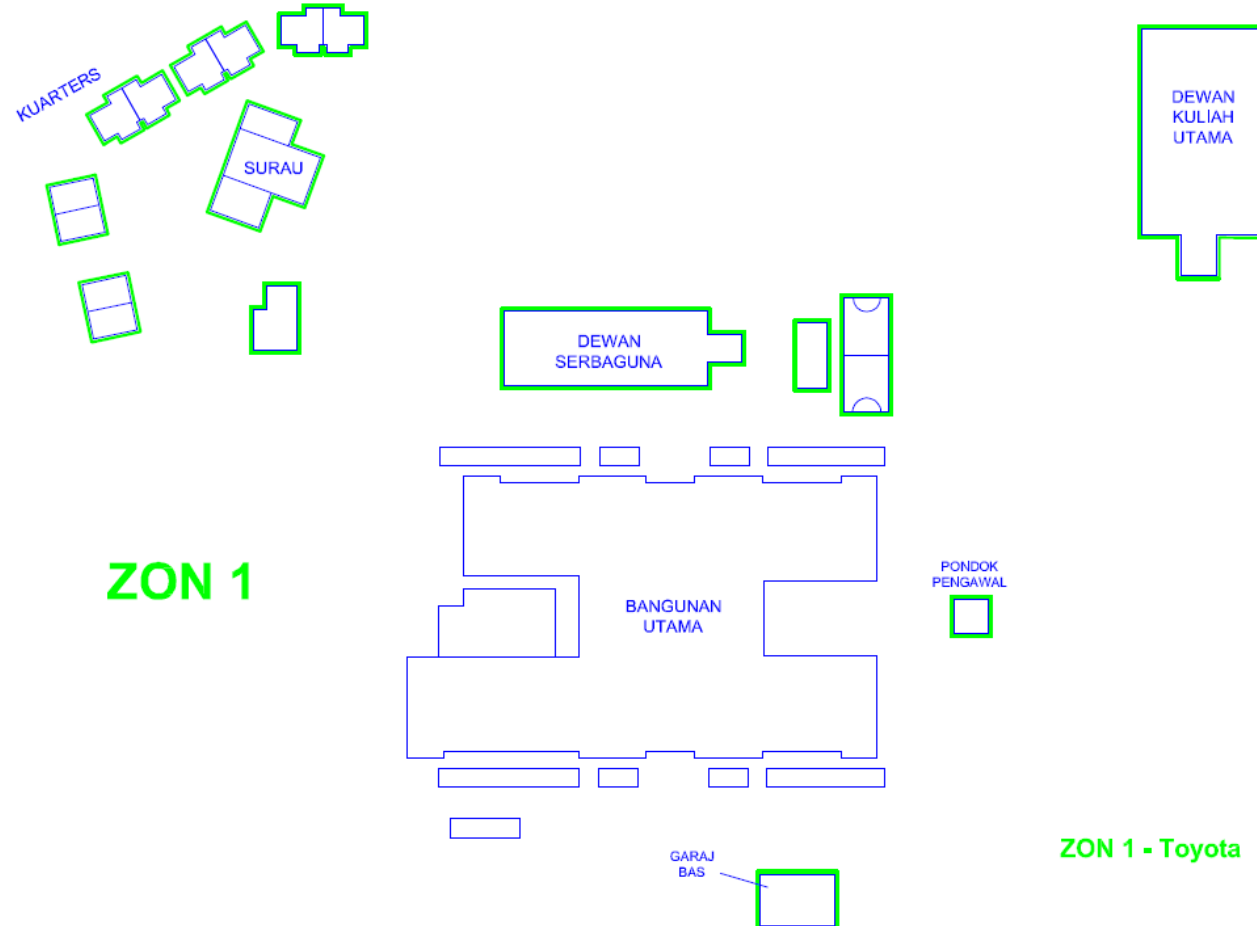 KUARTERS
SURAU
DEWAN
KULIAH
UTAMA
DEWAN
SERBAGUNA
ZON 1
BANGUNAN
UTAMA
PONDOK
PENGAWAL
GARAJ
BAS
ZON 1 - Toyota